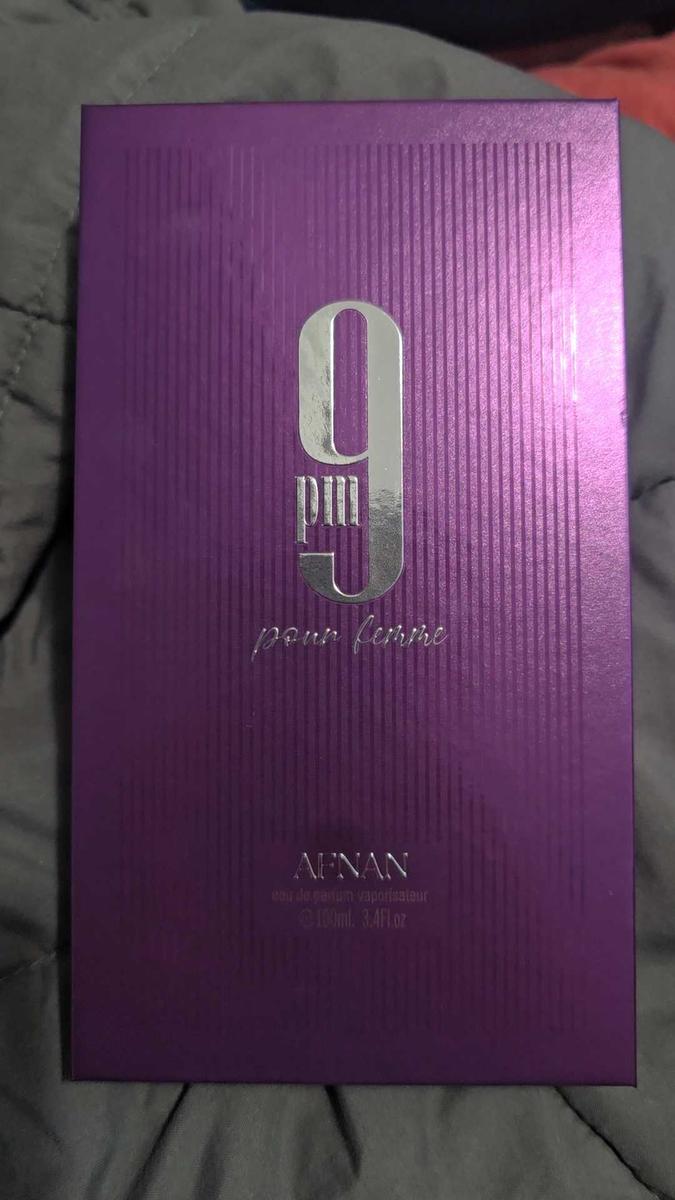 9
pm
pour femme
AFNAN
eau de parfum vaporisateur
℮100ml. 3.4Fl.oz